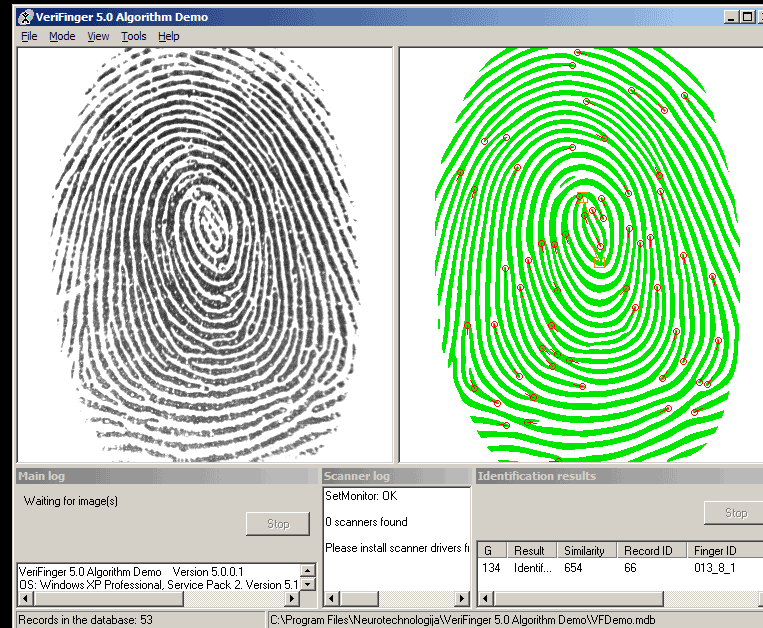 VeriFinger 5.0 Algorithm Demo
File Mode View Tools Help
Main log
Waiting for image(s)
Stop
VeriFinger 5.0 Algorithm Demo Version 5.0.0.1
OS: Windows XP Professional, Service Pack 2. Version 5.1
Scanner log
SetMonitor: OK
0 scanners found
Please install scanner drivers fr
Identification results
Stop
G Result Similarity Record ID Finger ID
134 Identif... 654 66 013_8_1
Records in the database: 53
C:\Program Files\Neurotechnologija\VeriFinger 5.0 Algorithm Demo\VFDemo.mdb